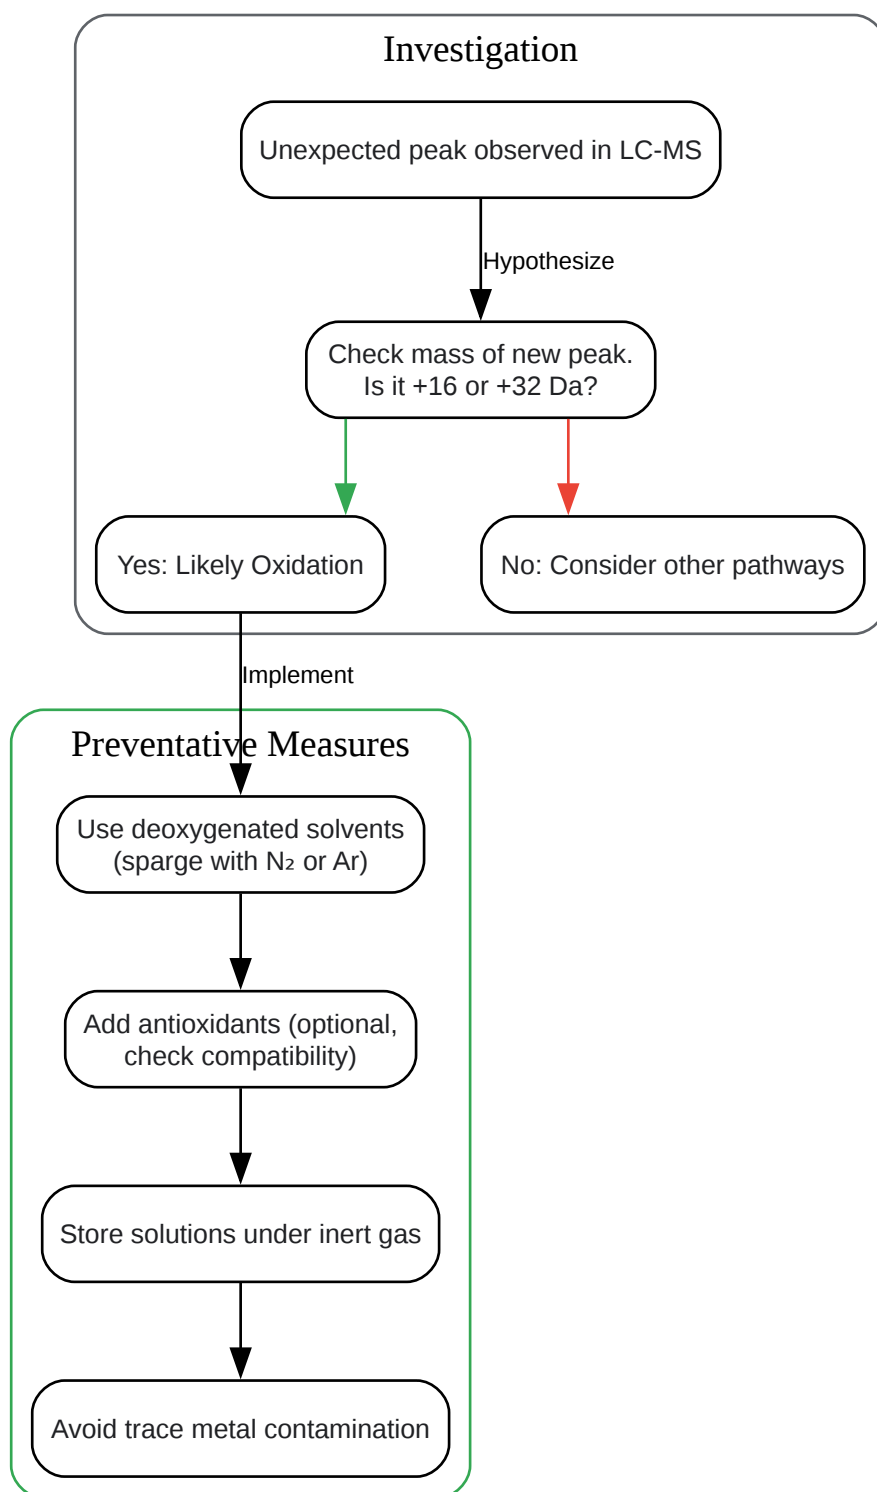 Investigation
Unexpected peak observed in LC-MS
Hypothesize
Check mass of new peak.
Is it +16 or +32 Da?
Yes: Likely Oxidation
No: Consider other pathways
Implement
Preventative Measures
Use deoxygenated solvents
(sparge with N₂ or Ar)
Add antioxidants (optional,
check compatibility)
Store solutions under inert gas
Avoid trace metal contamination